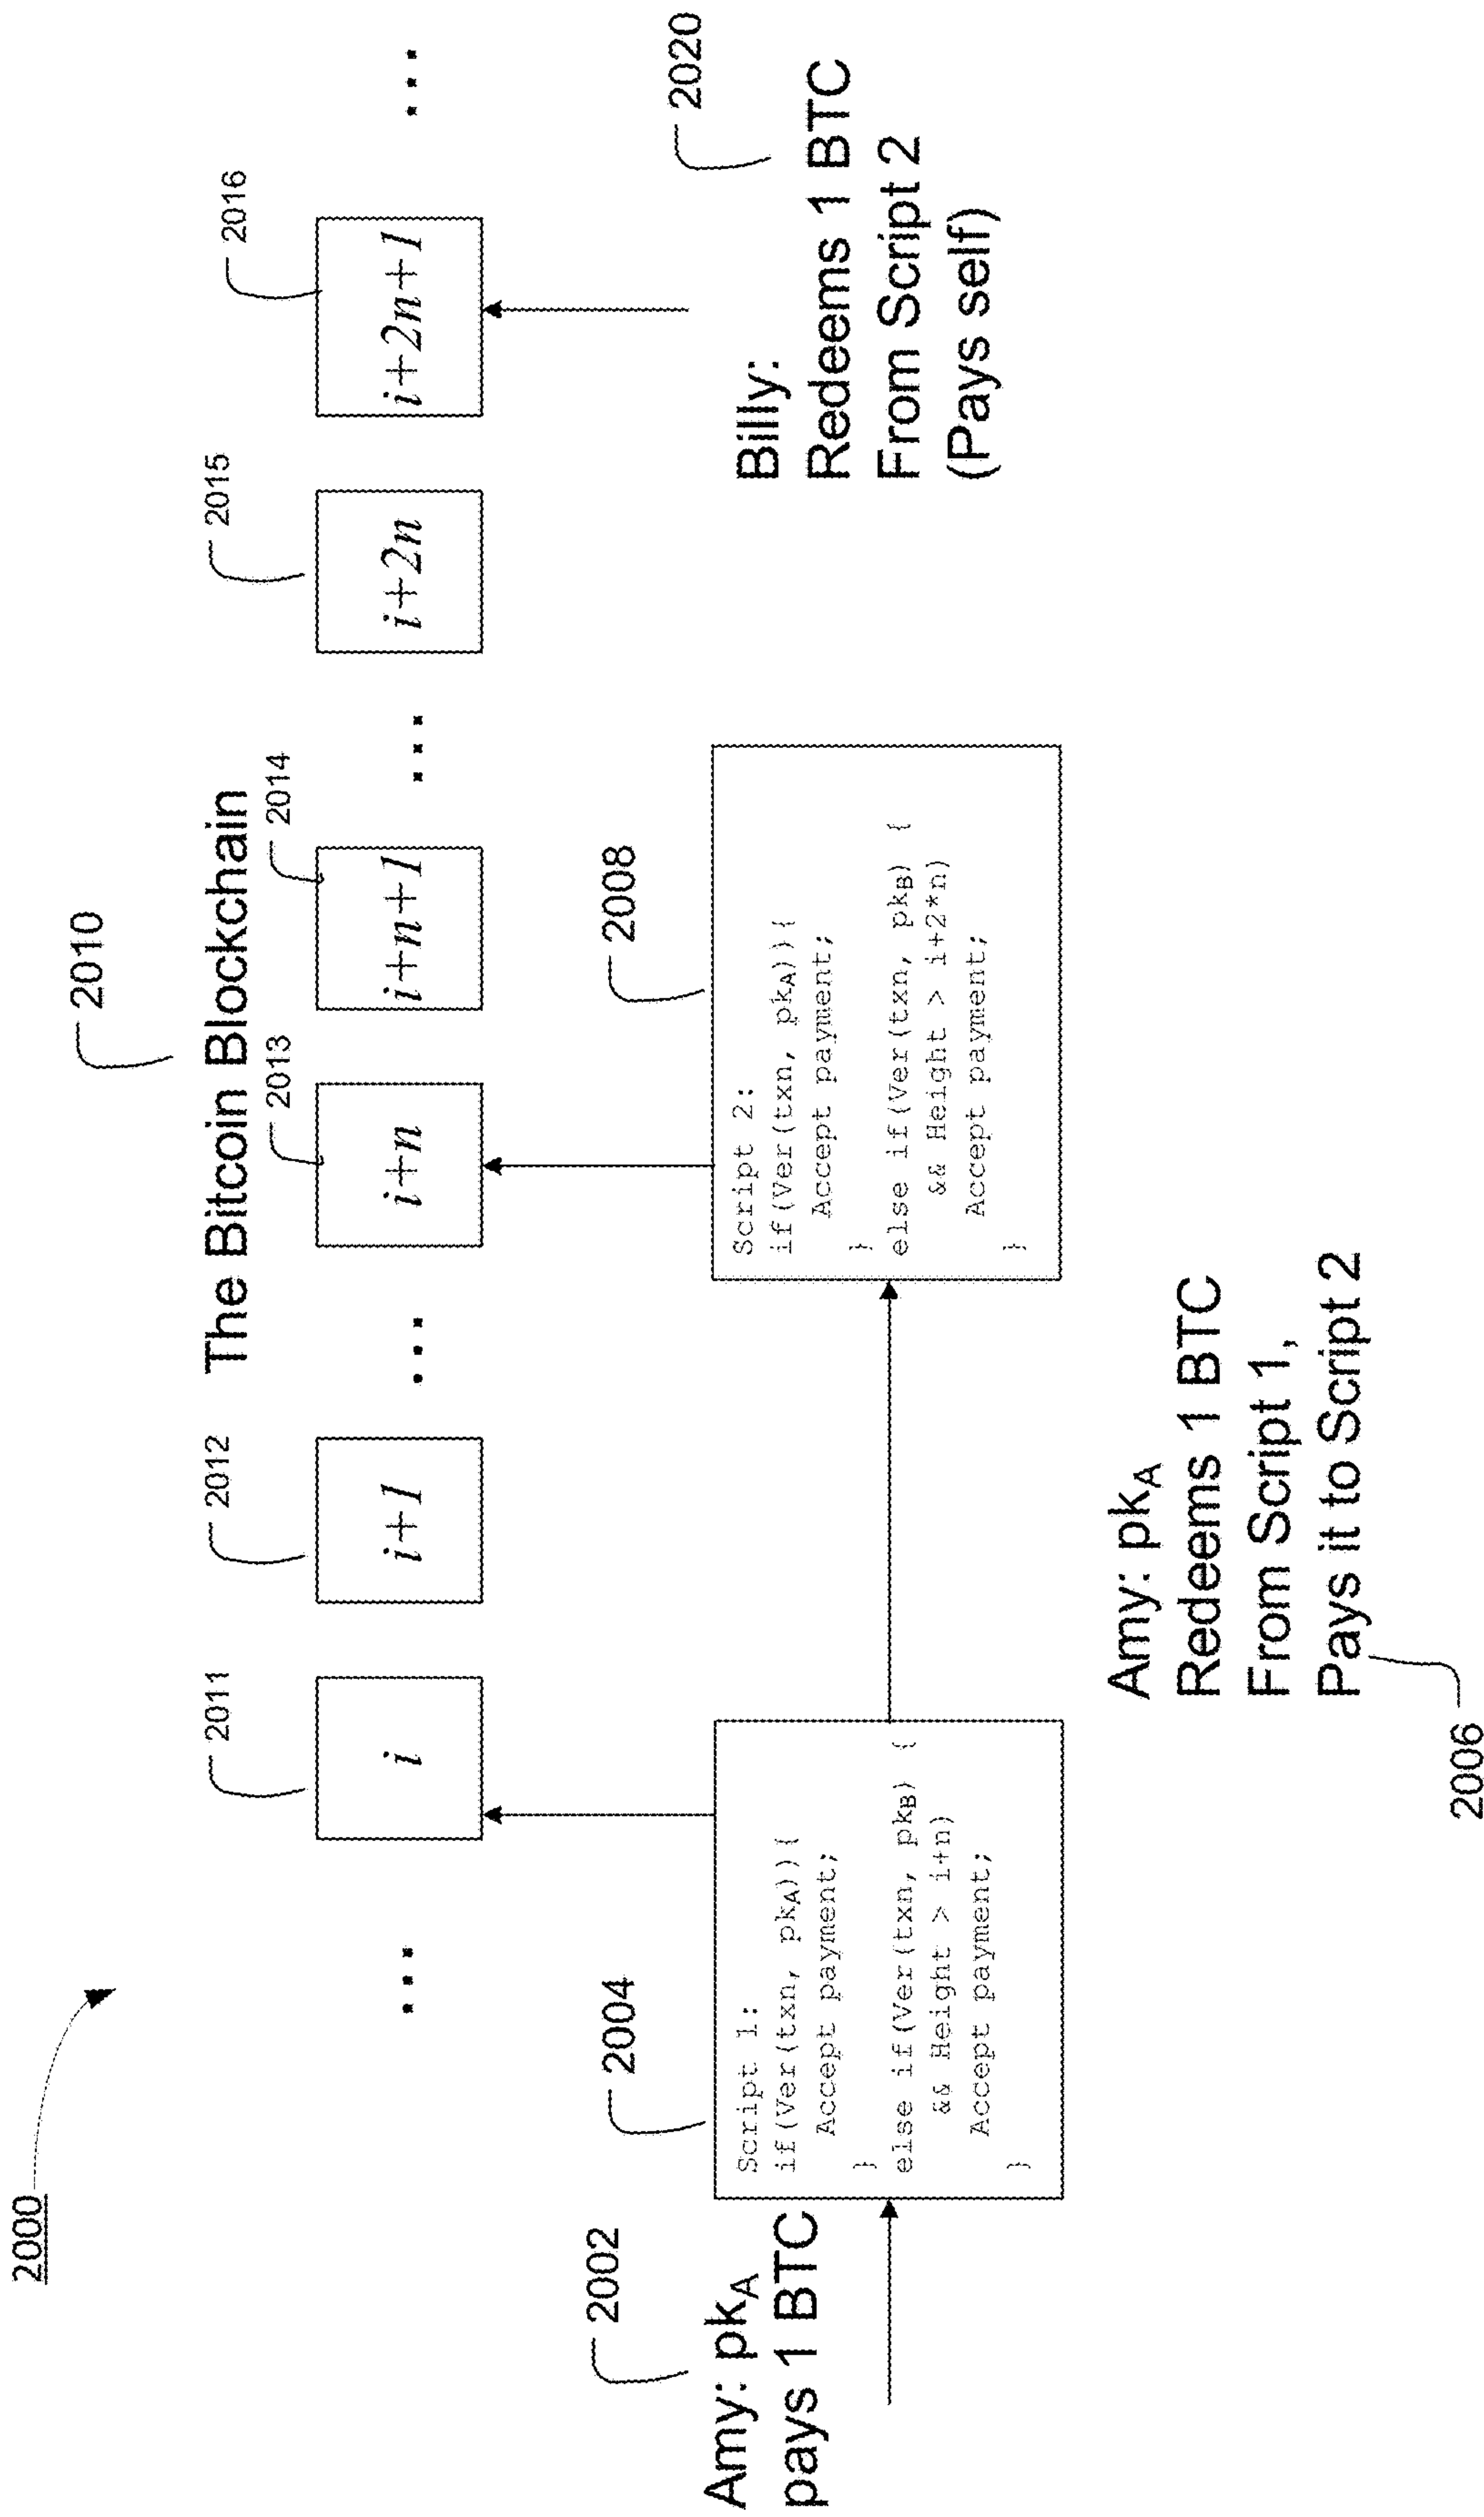 2000
2010
The Bitcoin Blockchain
2011
2012
2013
2014
2015
2016
...
i
i+1
...
i+n
i+n+1
...
i+2n
i+2n+1
...
2002
Amy: pkA
pays 1 BTC
2004
Script 1:
if(Ver(txn, pkA)){
Accept payment;
}
else if(Ver(txn, pkB) {
&& Height > i+n)
Accept payment;
}
2008
Script 2:
if(Ver(txn, pkA)){
Accept payment;
}
else if(Ver(txn, pkB) {
&& Height > i+2*n)
Accept payment;
}
2020
Billy:
Redeems 1 BTC
From Script 2
(Pays self)
Amy: pkA
Redeems 1 BTC
From Script 1,
Pays it to Script 2
2006